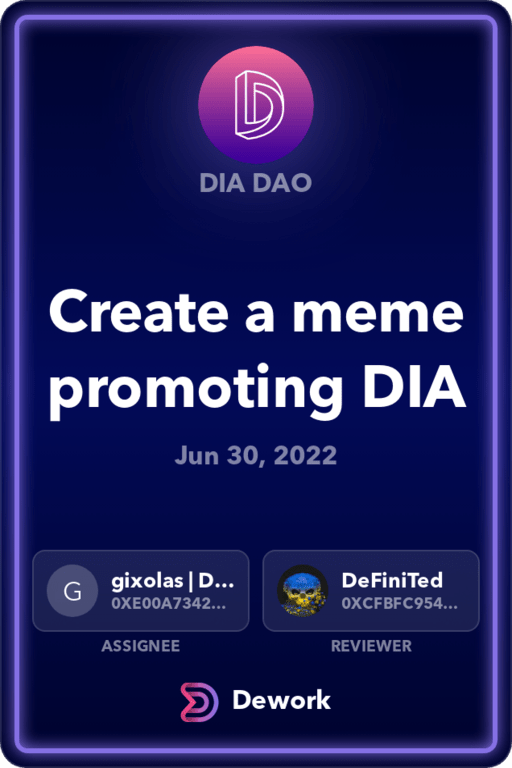 DIA DAO
Create a meme
promoting DIA
Jun 30, 2022
G
gixolas | D...
0XE00A7342...
ASSIGNEE
DeFiniTed
0XCFBFC954...
REVIEWER
Dework